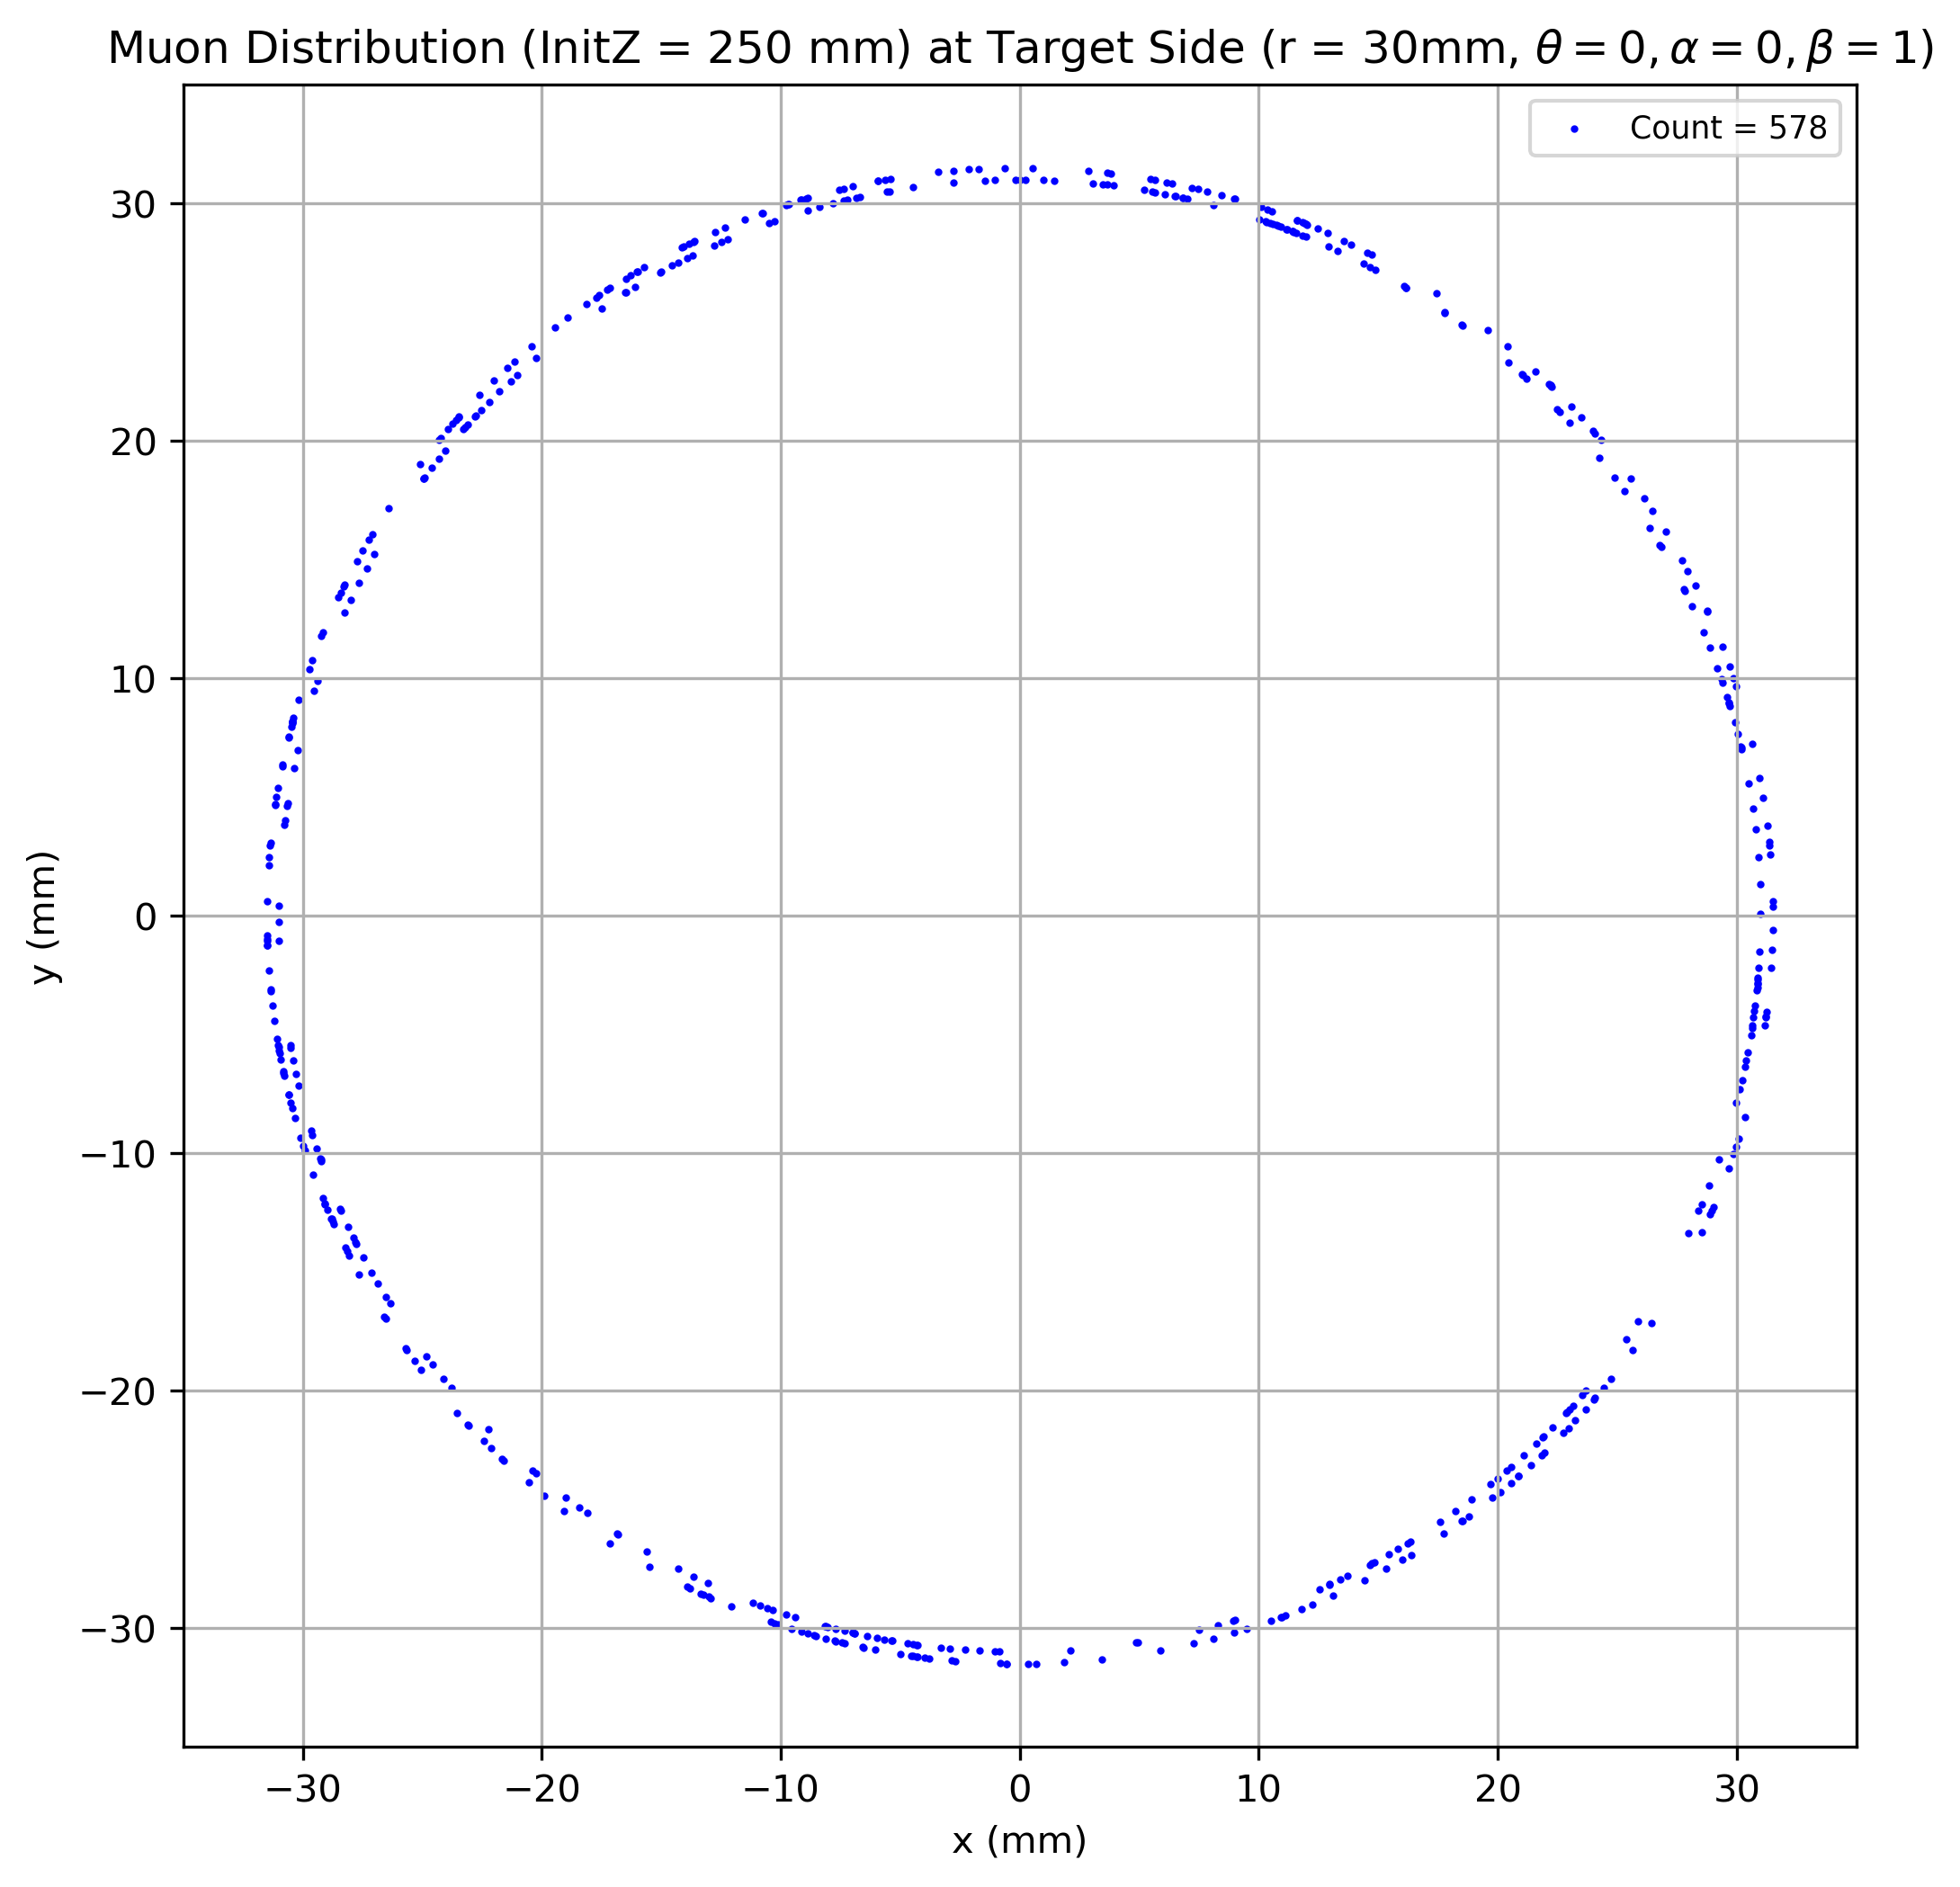 Muon Distribution (InitZ = 250 mm) at Target Side (r = 30mm, θ = 0, α = 0, β = 1)
Count = 578
30
20
10
0
−10
−20
−30
y (mm)
−30 −20 −10 0 10 20 30
x (mm)